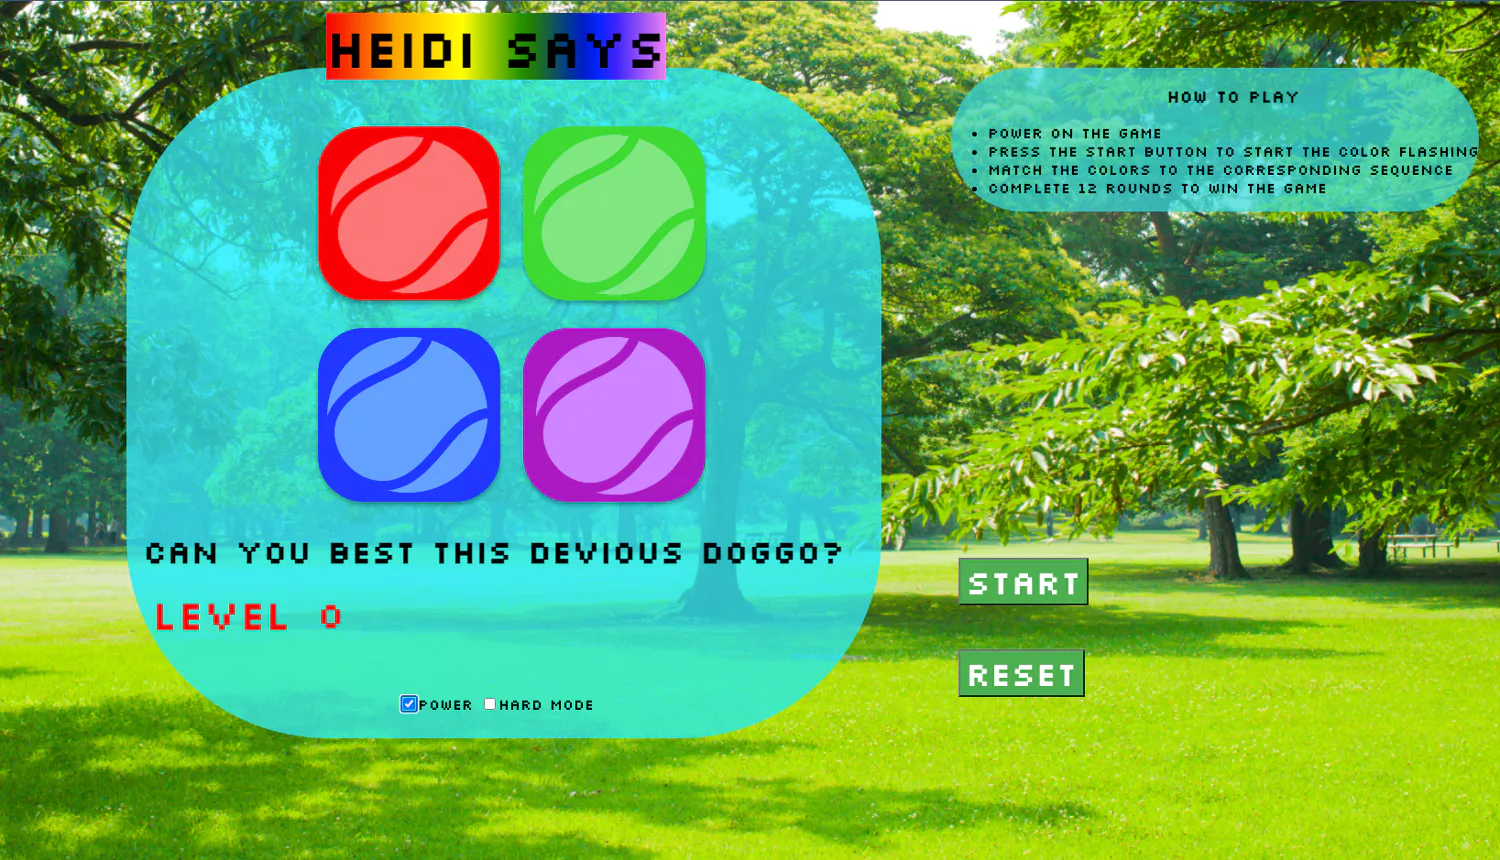 HEIDI SAYS
HOW TO PLAY
• POWER ON THE GAME
• PRESS THE START BUTTON TO START THE COLOR FLASHING
• MATCH THE COLORS TO THE CORRESPONDING SEQUENCE
• COMPLETE 12 ROUNDS TO WIN THE GAME
CAN YOU BEST THIS DEVIOUS DOGGO?
LEVEL 0
START
RESET
POWER HARD MODE